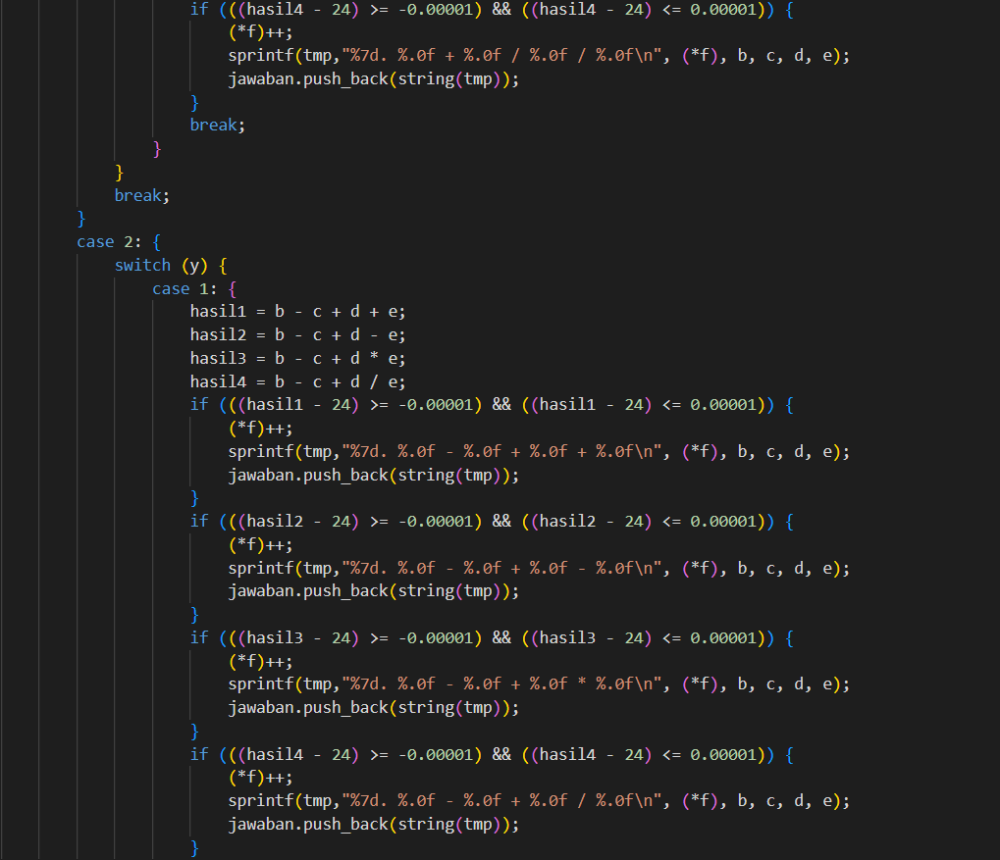 if (((hasil4 - 24) >= -0.00001) && ((hasil4 - 24) <= 0.00001)) {
(*f)++;
sprintf(tmp,"%7d. %.0f + %.0f / %.0f / %.0f\n", (*f), b, c, d, e);
jawaban.push_back(string(tmp));
}
break;
}
}
break;
}
case 2: {
switch (y) {
case 1: {
hasil1 = b - c + d + e;
hasil2 = b - c + d - e;
hasil3 = b - c + d * e;
hasil4 = b - c + d / e;
if (((hasil1 - 24) >= -0.00001) && ((hasil1 - 24) <= 0.00001)) {
(*f)++;
sprintf(tmp,"%7d. %.0f - %.0f + %.0f + %.0f\n", (*f), b, c, d, e);
jawaban.push_back(string(tmp));
}
if (((hasil2 - 24) >= -0.00001) && ((hasil2 - 24) <= 0.00001)) {
(*f)++;
sprintf(tmp,"%7d. %.0f - %.0f + %.0f - %.0f\n", (*f), b, c, d, e);
jawaban.push_back(string(tmp));
}
if (((hasil3 - 24) >= -0.00001) && ((hasil3 - 24) <= 0.00001)) {
(*f)++;
sprintf(tmp,"%7d. %.0f - %.0f + %.0f * %.0f\n", (*f), b, c, d, e);
jawaban.push_back(string(tmp));
}
if (((hasil4 - 24) >= -0.00001) && ((hasil4 - 24) <= 0.00001)) {
(*f)++;
sprintf(tmp,"%7d. %.0f - %.0f + %.0f / %.0f\n", (*f), b, c, d, e);
jawaban.push_back(string(tmp));
}